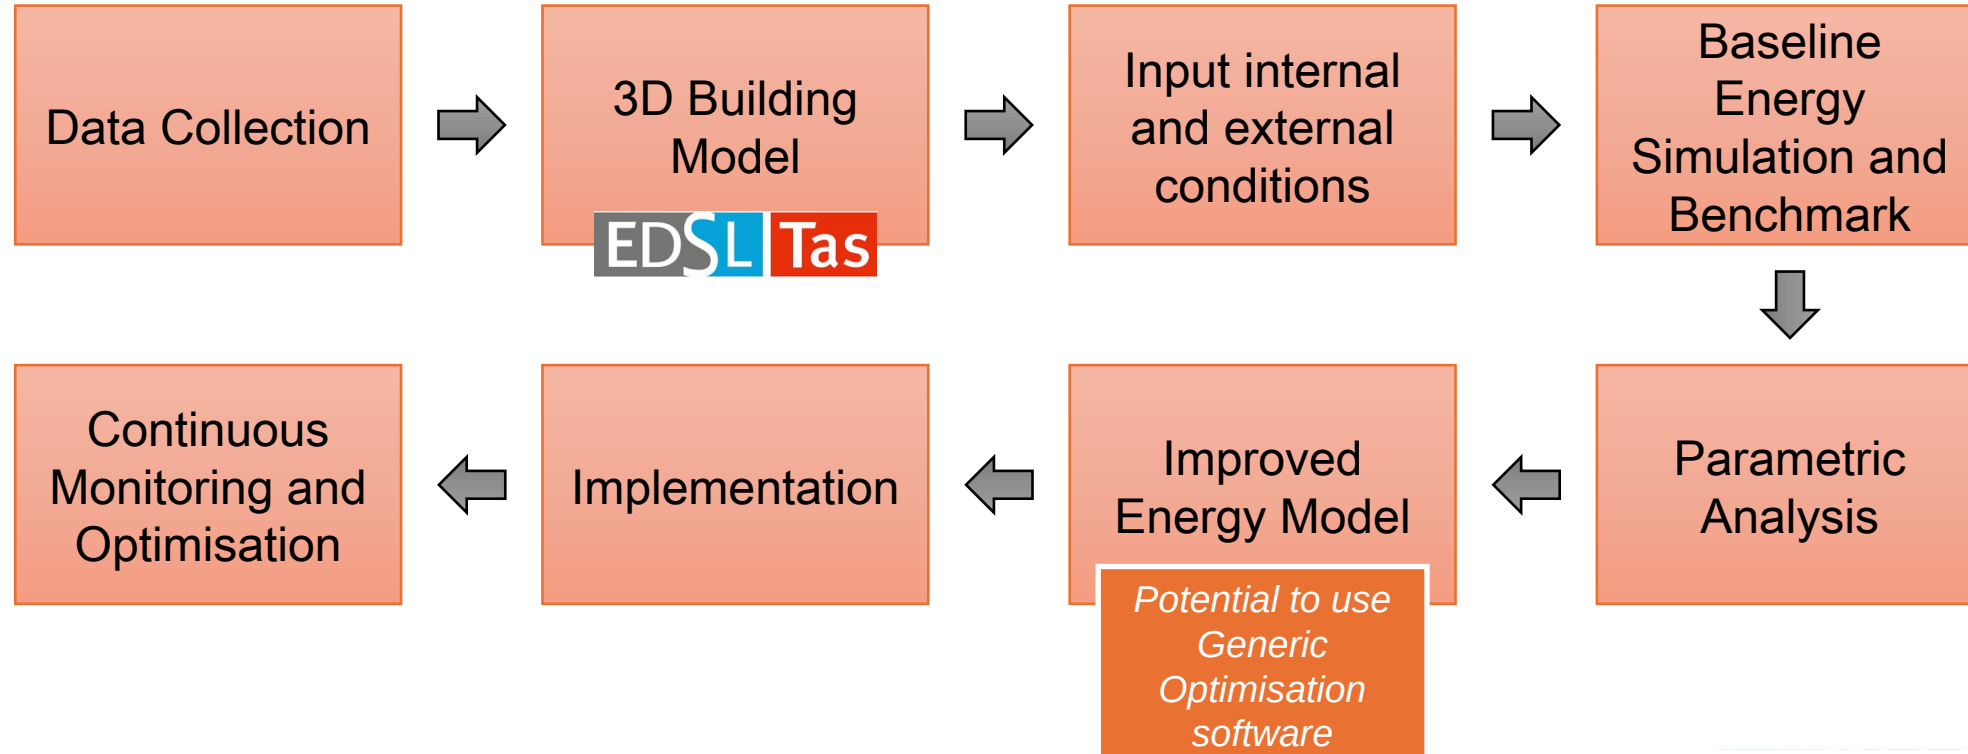 Data Collection
3D Building
Model
EDSL Tas
Input internal
and external
conditions
Baseline
Energy
Simulation and
Benchmark
Parametric
Analysis
Improved
Energy Model
Potential to use
Generic
Optimisation
software
Implementation
Continuous
Monitoring and
Optimisation